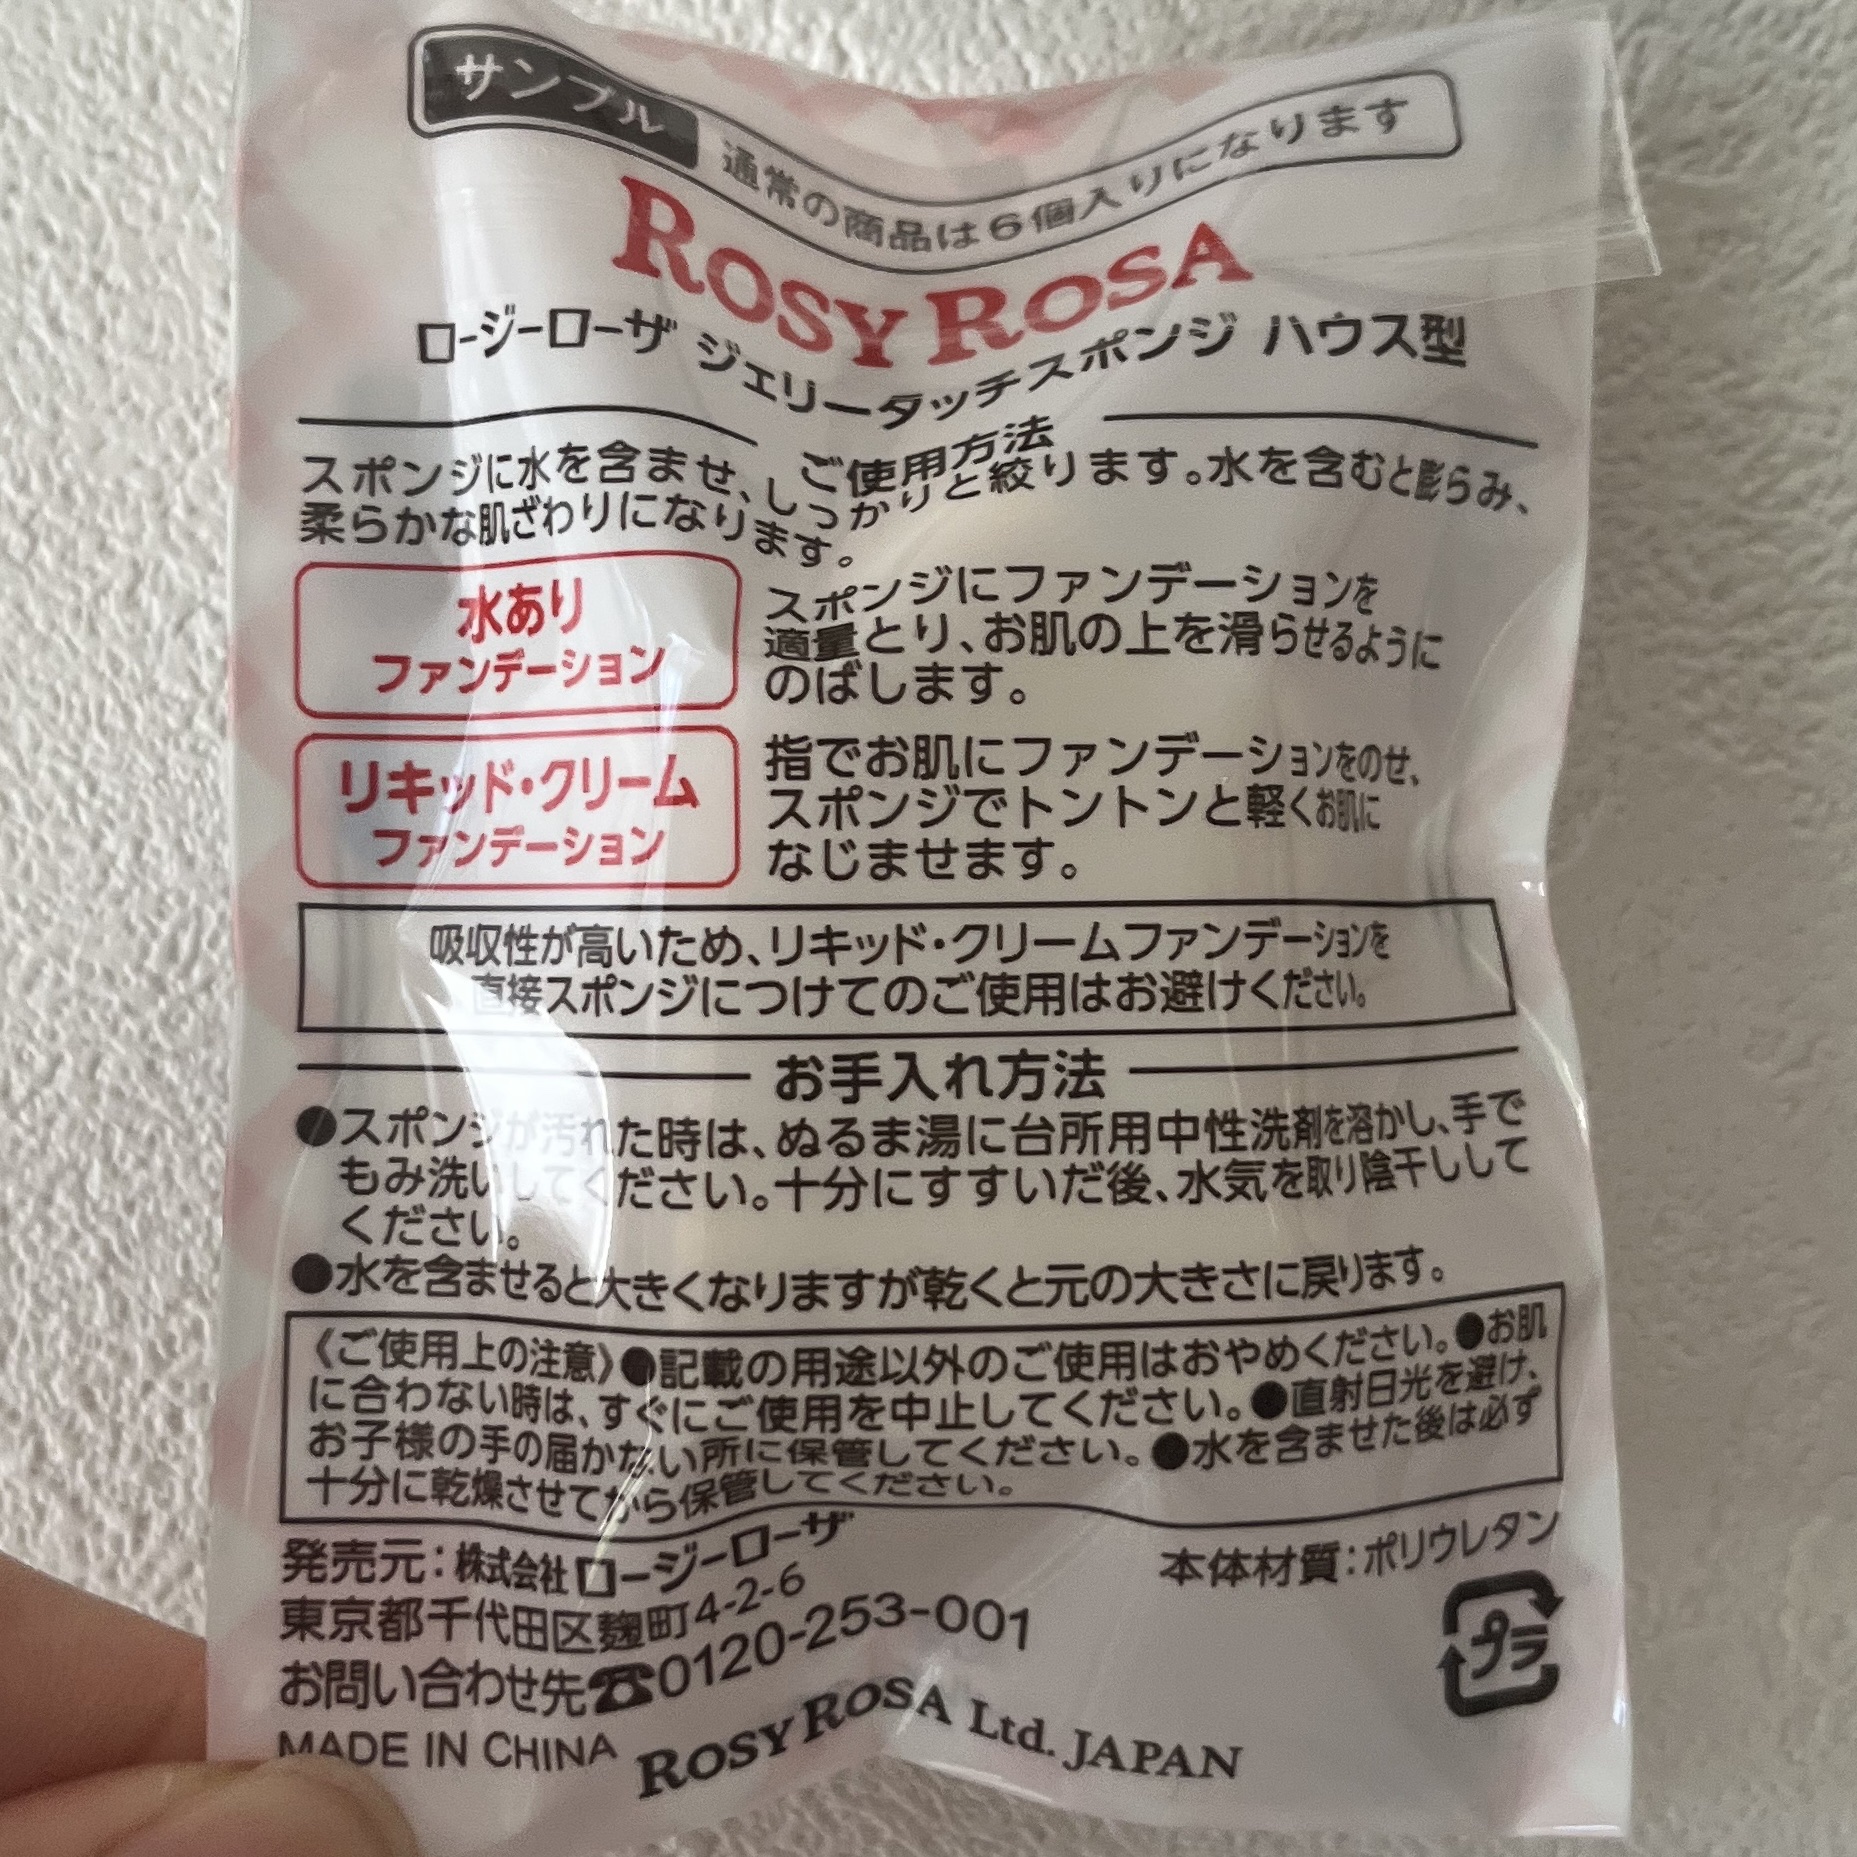 サンプル 通常の商品は6個入りになります
ROSY ROSA
ロージーローザ ジェリータッチスポンジ ハウス型
ご使用方法
スポンジに水を含ませ、しっかりと絞ります。水を含むと膨らみ、
柔らかな肌ざわりになります。
水あり
ファンデーション
スポンジにファンデーションを
適量とり、お肌の上を滑らせるように
のばします。
リキッド・クリーム
ファンデーション
指でお肌にファンデーションをのせ、
スポンジでトントンと軽くお肌に
なじませます。
吸収性が高いため、リキッド・クリームファンデーションを
直接スポンジにつけてのご使用はお避けください。
お手入れ方法
●スポンジが汚れた時は、ぬるま湯に台所用中性洗剤を溶かし、手で
もみ洗いしてください。十分にすすいだ後、水気を取り陰干しして
ください。
●水を含ませると大きくなりますが乾くと元の大きさに戻ります。
《ご使用上の注意》●記載の用途以外のご使用はおやめください。●お肌
に合わない時は、すぐにご使用を中止してください。●直射日光を避け、
お子様の手の届かない所に保管してください。●水を含ませた後は必ず
十分に乾燥させてから保管してください。
発売元：株式会社ロージーローザ
東京都千代田区麹町4-2-6
お問い合わせ先☎0120-253-001
本体材質：ポリウレタン
プラ
MADE IN CHINA
ROSY ROSA Ltd. JAPAN